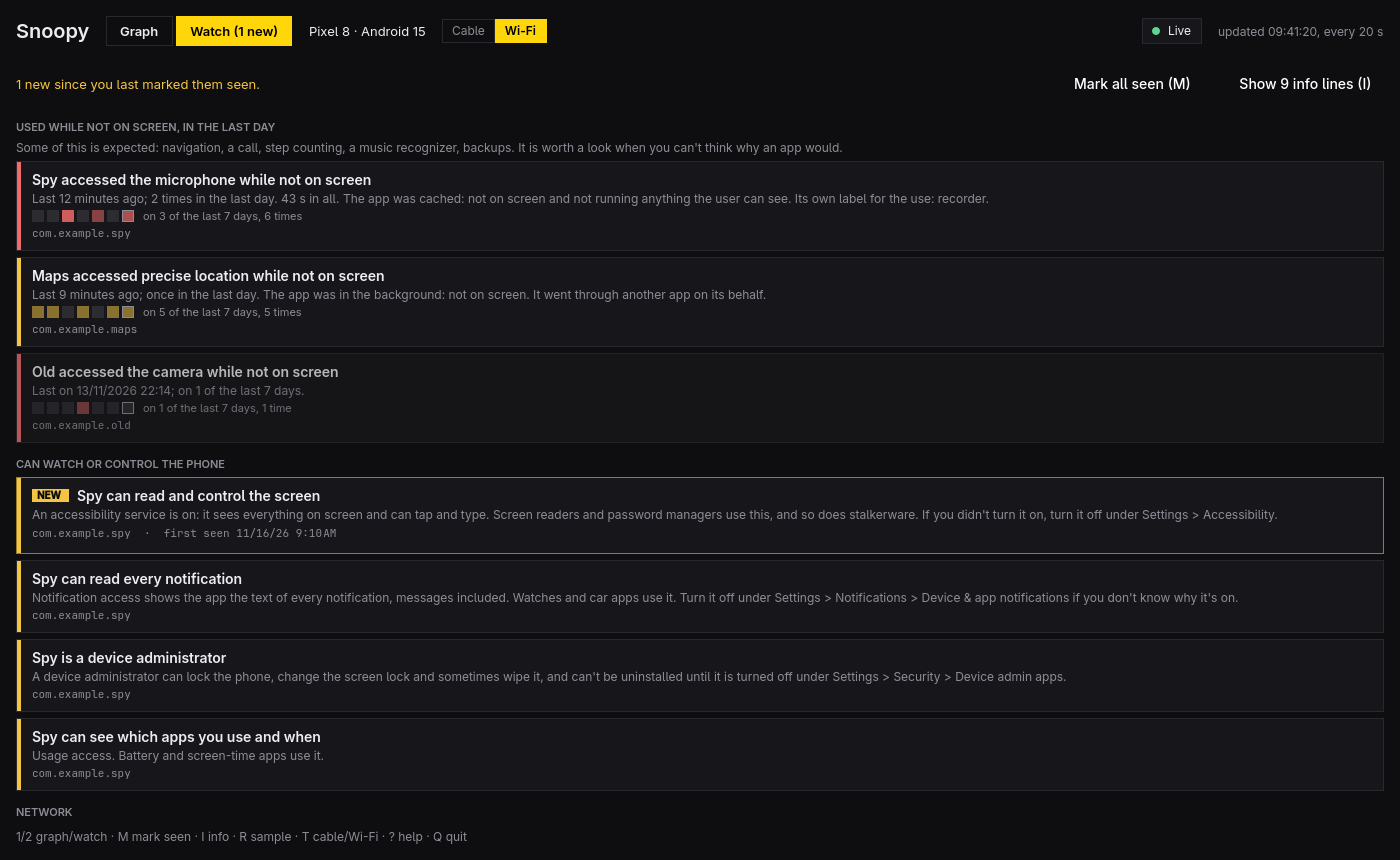 Snoopy
Graph
Watch (1 new)
Pixel 8 · Android 15
Cable
Wi-Fi
Live
updated 09:41:20, every 20 s
1 new since you last marked them seen.
Mark all seen (M)
Show 9 info lines (I)
USED WHILE NOT ON SCREEN, IN THE LAST DAY
Some of this is expected: navigation, a call, step counting, a music recognizer, backups. It is worth a look when you can't think why an app would.
Spy accessed the microphone while not on screen
Last 12 minutes ago; 2 times in the last day. 43 s in all. The app was cached: not on screen and not running anything the user can see. Its own label for the use: recorder.
on 3 of the last 7 days, 6 times
com.example.spy
Maps accessed precise location while not on screen
Last 9 minutes ago; once in the last day. The app was in the background: not on screen. It went through another app on its behalf.
on 5 of the last 7 days, 5 times
com.example.maps
Old accessed the camera while not on screen
Last on 13/11/2026 22:14; on 1 of the last 7 days.
on 1 of the last 7 days, 1 time
com.example.old
CAN WATCH OR CONTROL THE PHONE
NEW Spy can read and control the screen
An accessibility service is on: it sees everything on screen and can tap and type. Screen readers and password managers use this, and so does stalkerware. If you didn't turn it on, turn it off under Settings > Accessibility.
com.example.spy · first seen 11/16/26 9:10 AM
Spy can read every notification
Notification access shows the app the text of every notification, messages included. Watches and car apps use it. Turn it off under Settings > Notifications > Device & app notifications if you don't know why it's on.
com.example.spy
Spy is a device administrator
A device administrator can lock the phone, change the screen lock and sometimes wipe it, and can't be uninstalled until it is turned off under Settings > Security > Device admin apps.
com.example.spy
Spy can see which apps you use and when
Usage access. Battery and screen-time apps use it.
com.example.spy
NETWORK
1/2 graph/watch · M mark seen · I info · R sample · T cable/Wi-Fi · ? help · Q quit